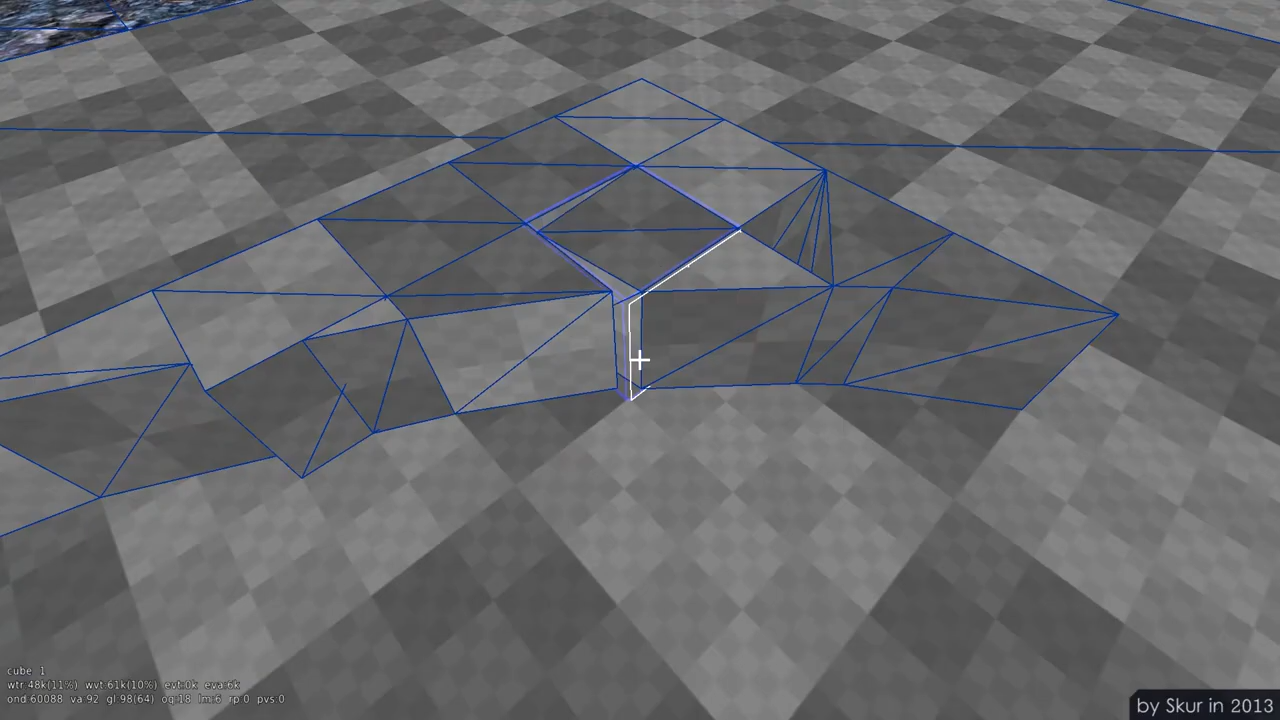 cube 1
wtr:48k(11%) wvt:61k(10%) evt:0k eva:6k
ond:60088 va:92 gl:98(64) oq:18 lm:6 rp:0 pvs:0
by Skur in 2013